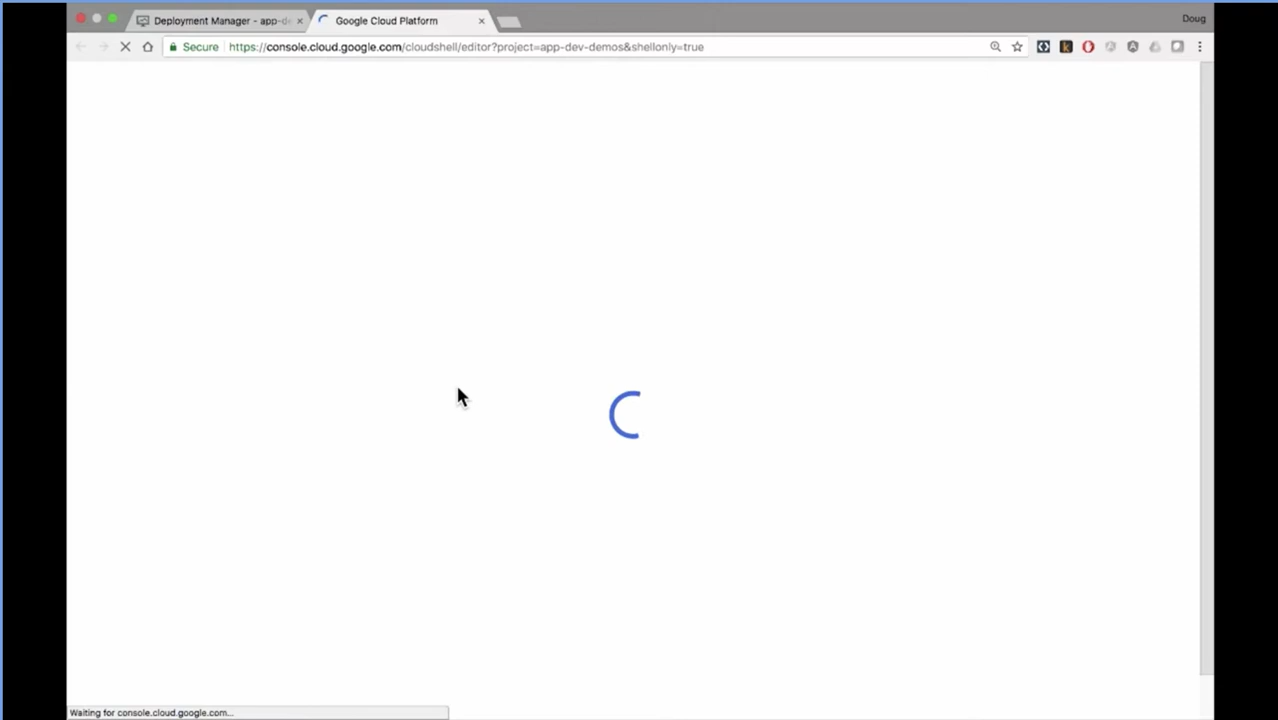 Deployment Manager - app-de
Google Cloud Platform
Doug
Secure
https://console.cloud.google.com/cloudshell/editor?project=app-dev-demos&shellonly=true
Waiting for console.cloud.google.com...